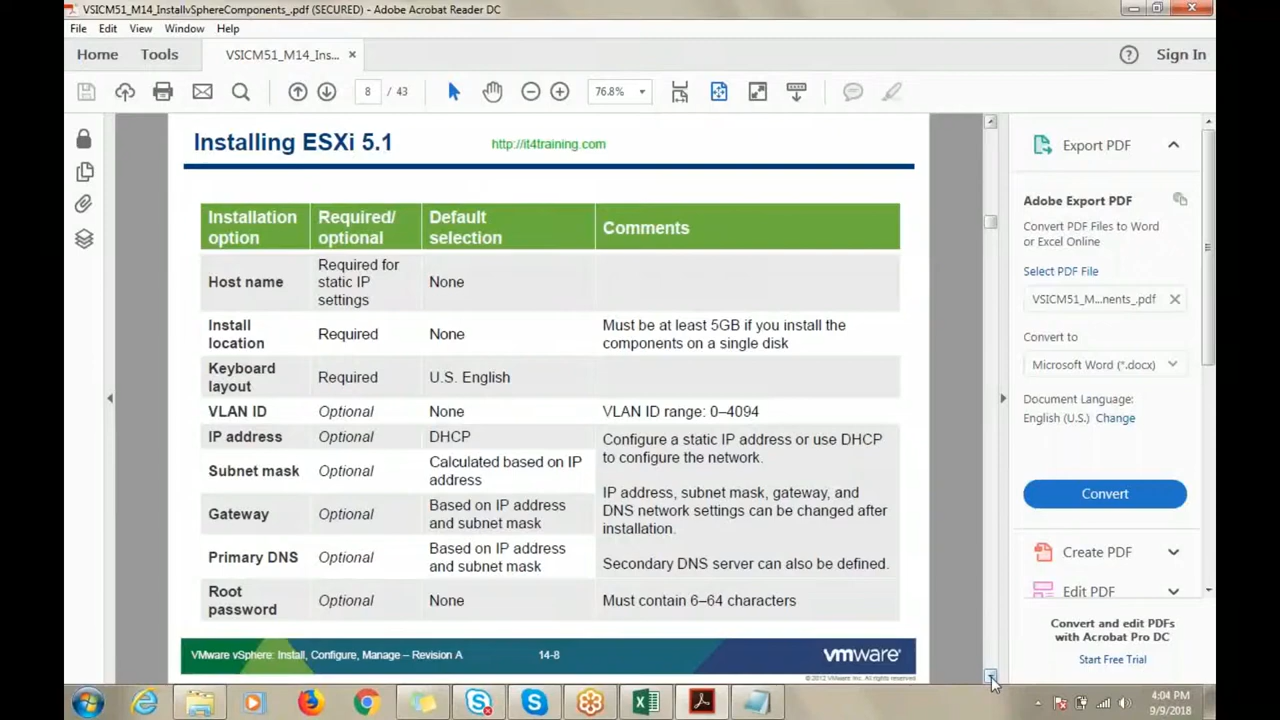 VSICM51_M14_InstallvSphereComponents_.pdf (SECURED) - Adobe Acrobat Reader DC
File Edit View Window Help
Home Tools VSICM51_M14_Ins... × ? Sign In
8 / 43 76.8%
Installing ESXi 5.1 http://it4training.com
Installation option Required/ optional Default selection Comments
Host name Required for static IP settings None
Install location Required None Must be at least 5GB if you install the components on a single disk
Keyboard layout Required U.S. English
VLAN ID Optional None VLAN ID range: 0–4094
IP address Optional DHCP Configure a static IP address or use DHCP to configure the network.
Subnet mask Optional Calculated based on IP address
IP address, subnet mask, gateway, and DNS network settings can be changed after installation.
Gateway Optional Based on IP address and subnet mask
Primary DNS Optional Based on IP address and subnet mask Secondary DNS server can also be defined.
Root password Optional None Must contain 6–64 characters
VMware vSphere: Install, Configure, Manage – Revision A 14-8 vmware
© 2012 VMware Inc. All rights reserved
Export PDF
Adobe Export PDF
Convert PDF Files to Word
or Excel Online
Select PDF File
VSICM51_M...nents_.pdf ×
Convert to
Microsoft Word (*.docx)
Document Language:
English (U.S.) Change
Convert
Create PDF
Edit PDF
Convert and edit PDFs
with Acrobat Pro DC
Start Free Trial
4:04 PM
9/9/2018